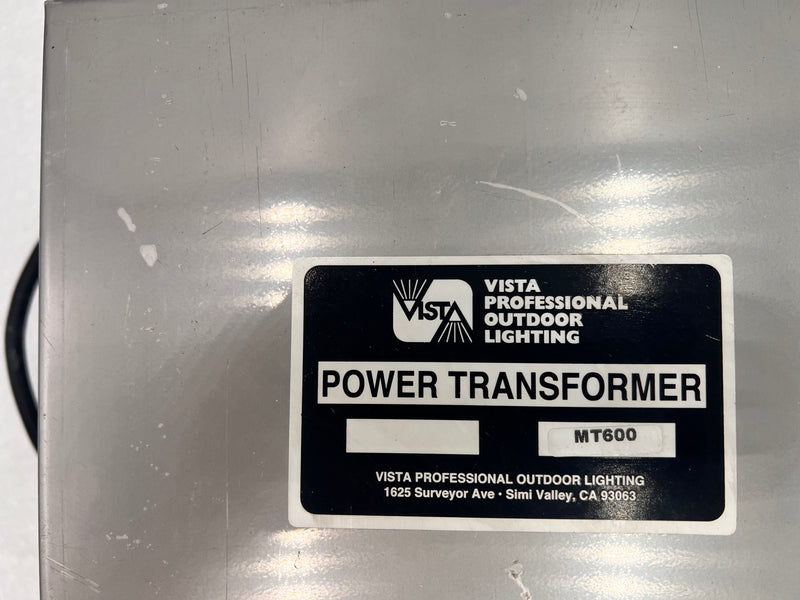 VISTA
VISTA
PROFESSIONAL
OUTDOOR
LIGHTING
POWER TRANSFORMER
MT600
VISTA PROFESSIONAL OUTDOOR LIGHTING
1625 Surveyor Ave · Simi Valley, CA 93063